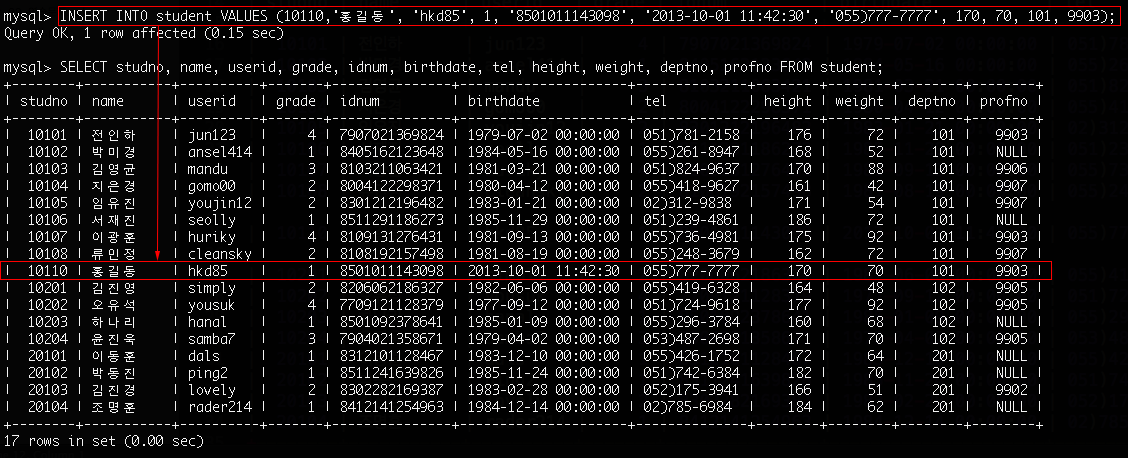 mysql> INSERT INTO student VALUES (10110,'홍길동', 'hkd85', 1, '8501011143098', '2013-10-01 11:42:30', '055)777-7777', 170, 70, 101, 9903);
Query OK, 1 row affected (0.15 sec)
mysql> SELECT studno, name, userid, grade, idnum, birthdate, tel, height, weight, deptno, profno FROM student;
+--------+--------+-----------+-------+---------------+---------------------+--------------+--------+--------+--------+--------+
| studno | name | userid | grade | idnum | birthdate | tel | height | weight | deptno | profno |
+--------+--------+-----------+-------+---------------+---------------------+--------------+--------+--------+--------+--------+
| 10101 | 전인하 | jun123 | 4 | 7907021369824 | 1979-07-02 00:00:00 | 051)781-2158 | 176 | 72 | 101 | 9903 |
| 10102 | 박미경 | ansel414 | 1 | 8405162123648 | 1984-05-16 00:00:00 | 055)261-8947 | 168 | 52 | 101 | NULL |
| 10103 | 김영균 | mandu | 3 | 8103211063421 | 1981-03-21 00:00:00 | 051)824-9637 | 170 | 88 | 101 | 9906 |
| 10104 | 지은경 | gomo00 | 2 | 8004122298371 | 1980-04-12 00:00:00 | 055)418-9627 | 161 | 42 | 101 | 9907 |
| 10105 | 임유진 | youjin12 | 2 | 8301212196482 | 1983-01-21 00:00:00 | 02)312-9838 | 171 | 54 | 101 | 9907 |
| 10106 | 서재진 | seolly | 1 | 8511291186273 | 1985-11-29 00:00:00 | 051)239-4861 | 186 | 72 | 101 | NULL |
| 10107 | 이광훈 | huriky | 4 | 8109131276431 | 1981-09-13 00:00:00 | 055)736-4981 | 175 | 92 | 101 | 9903 |
| 10108 | 류민정 | cleansky | 2 | 8108192157498 | 1981-08-19 00:00:00 | 055)248-3679 | 162 | 72 | 101 | 9907 |
| 10110 | 홍길동 | hkd85 | 1 | 8501011143098 | 2013-10-01 11:42:30 | 055)777-7777 | 170 | 70 | 101 | 9903 |
| 10201 | 김진영 | simply | 2 | 8206062186327 | 1982-06-06 00:00:00 | 055)419-6328 | 164 | 48 | 102 | 9905 |
| 10202 | 오유석 | yousuk | 4 | 7709121128379 | 1977-09-12 00:00:00 | 051)724-9618 | 177 | 92 | 102 | 9905 |
| 10203 | 하나리 | hanal | 1 | 8501092378641 | 1985-01-09 00:00:00 | 055)296-3784 | 160 | 68 | 102 | NULL |
| 10204 | 윤진욱 | samba7 | 3 | 7904021358671 | 1979-04-02 00:00:00 | 053)487-2698 | 171 | 70 | 102 | 9905 |
| 20101 | 이동훈 | dals | 1 | 8312101128467 | 1983-12-10 00:00:00 | 055)426-1752 | 172 | 64 | 201 | NULL |
| 20102 | 박동진 | ping2 | 1 | 8511241639826 | 1985-11-24 00:00:00 | 051)742-6384 | 182 | 70 | 201 | NULL |
| 20103 | 김진경 | lovely | 2 | 8302282169387 | 1983-02-28 00:00:00 | 052)175-3941 | 166 | 51 | 201 | 9902 |
| 20104 | 조명훈 | rader214 | 1 | 8412141254963 | 1984-12-14 00:00:00 | 02)785-6984 | 184 | 62 | 201 | NULL |
+--------+--------+-----------+-------+---------------+---------------------+--------------+--------+--------+--------+--------+
17 rows in set (0.00 sec)